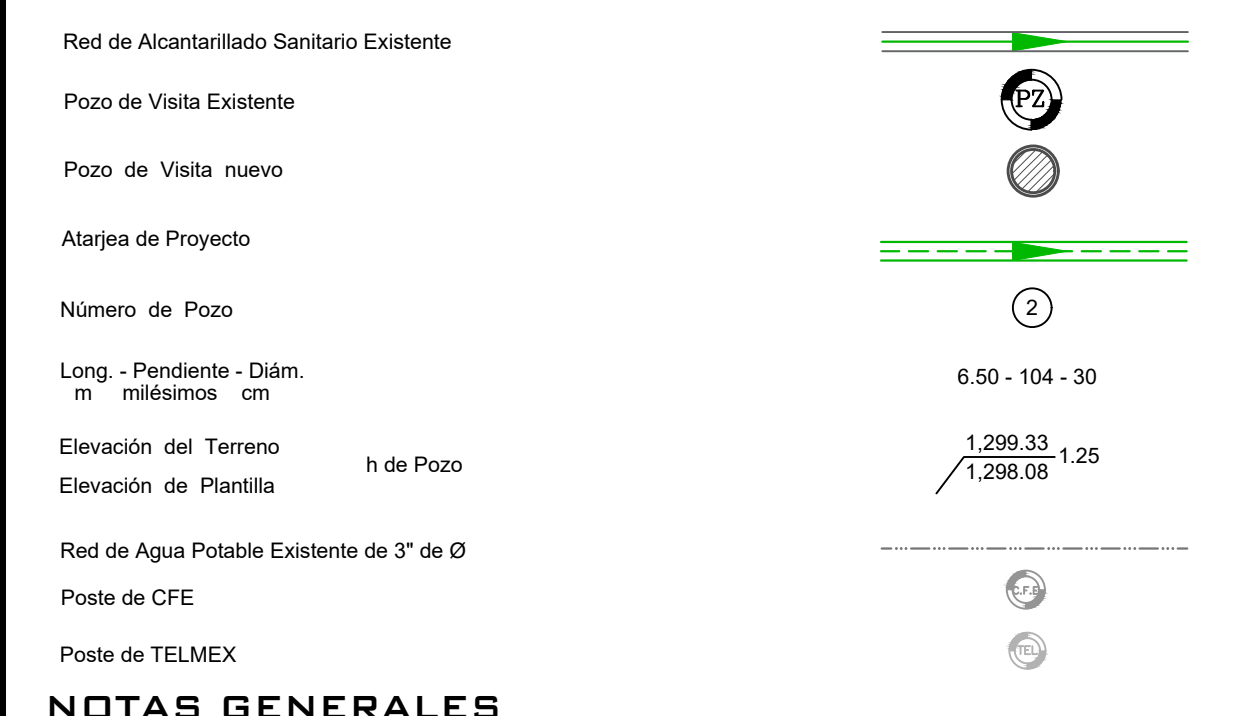 Red de Alcantarillado Sanitario Existente
Pozo de Visita Existente
PZ
Pozo de Visita nuevo
Atarjea de Proyecto
Número de Pozo
2
Long. - Pendiente - Diám.
m milésimos cm
6.50 - 104 - 30
Elevación del Terreno
h de Pozo
Elevación de Plantilla
1,299.33
1.25
1,298.08
Red de Agua Potable Existente de 3" de Ø
Poste de CFE
C.F.E
Poste de TELMEX
TEL
NOTAS GENERALES